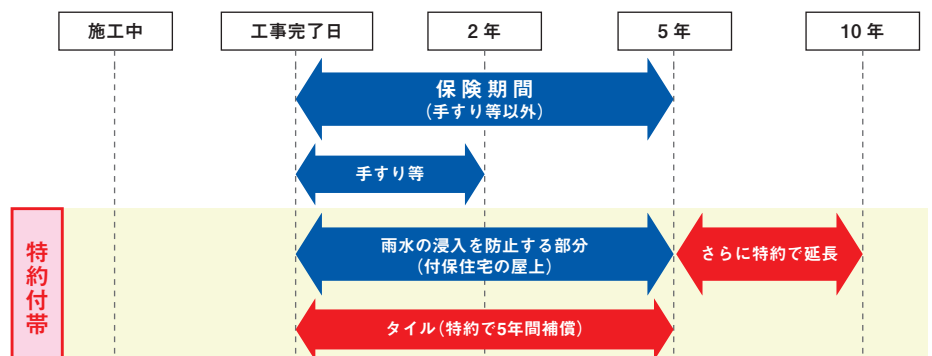 施工中
工事完了日
2年
5年
10年
保険期間
(手すり等以外)
手すり等
特約付帯
雨水の浸入を防止する部分
(付保住宅の屋上)
さらに特約で延長
タイル(特約で5年間補償)